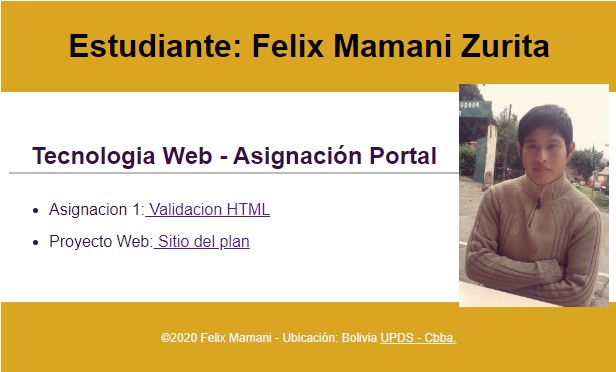 Estudiante: Felix Mamani Zurita
Tecnologia Web - Asignación Portal
• Asignacion 1: Validacion HTML
• Proyecto Web: Sitio del plan
©2020 Felix Mamani - Ubicación: Bolivia UPDS - Cbba.